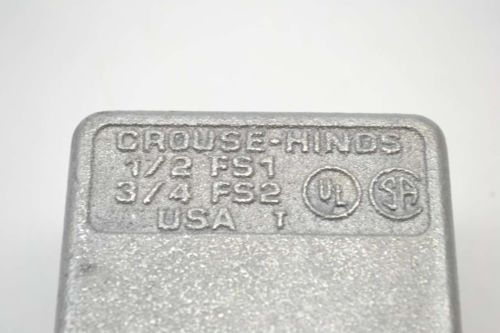 CROUSE-HINDS
1/2 FS1
3/4 FS2 UL SA
USA T